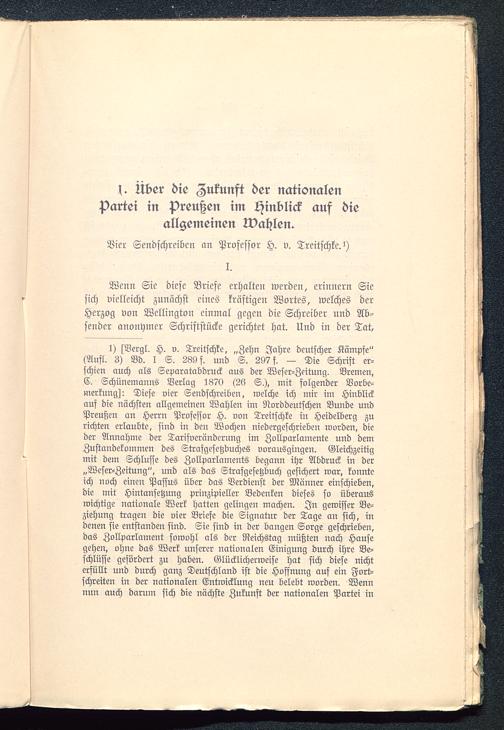 1. Über die Zukunft der nationalen
Partei in Preußen im Hinblick auf die
allgemeinen Wahlen.
Vier Sendschreiben an Professor H. v. Treitschke.¹)
I.
Wenn Sie diese Briefe erhalten werden, erinnern Sie
sich vielleicht zunächst eines kräftigen Wortes, welches der
Herzog von Wellington einmal gegen die Schreiber und Ab-
sender anonymer Schriftstücke gerichtet hat. Und in der Tat,
1) [Vergl. H. v. Treitschke, „Zehn Jahre deutscher Kämpfe“
(Aufl. 3) Bd. I S. 289 f. und S. 297 f. — Die Schrift er-
schien auch als Separatabdruck aus der Weser-Zeitung. Bremen,
C. Schünemanns Verlag 1870 (26 S.), mit folgender Vorbe-
merkung]: Diese vier Sendschreiben, welche ich mir im Hinblick
auf die nächsten allgemeinen Wahlen im Norddeutschen Bunde und
Preußen an Herrn Professor H. von Treitschke in Heidelberg zu
richten erlaubte, sind in den Wochen niedergeschrieben worden, die
der Annahme der Tarifveränderung im Zollparlamente und dem
Zustandekommen des Strafgesetzbuches vorausgingen. Gleichzeitig
mit dem Schlusse des Zollparlaments begann ihr Abdruck in der
„Weser-Zeitung“, und als das Strafgesetzbuch gesichert war, konnte
ich noch einen Passus über das Verdienst der Männer einschieben,
die mit Hintansetzung prinzipieller Bedenken dieses so überaus
wichtige nationale Werk hatten gelingen machen. In gewisser Be-
ziehung tragen die vier Briefe die Signatur der Tage an sich, in
denen sie entstanden sind. Sie sind in der bangen Sorge geschrieben,
das Zollparlament sowohl als der Reichstag müßten nach Hause
gehen, ohne das Werk unserer nationalen Einigung durch ihre Be-
schlüsse gefördert zu haben. Glücklicherweise hat sich diese nicht
erfüllt und durch ganz Deutschland ist die Hoffnung auf ein Fort-
schreiten in der nationalen Entwicklung neu belebt worden. Wenn
nun auch darum sich die nächste Zukunft der nationalen Partei in